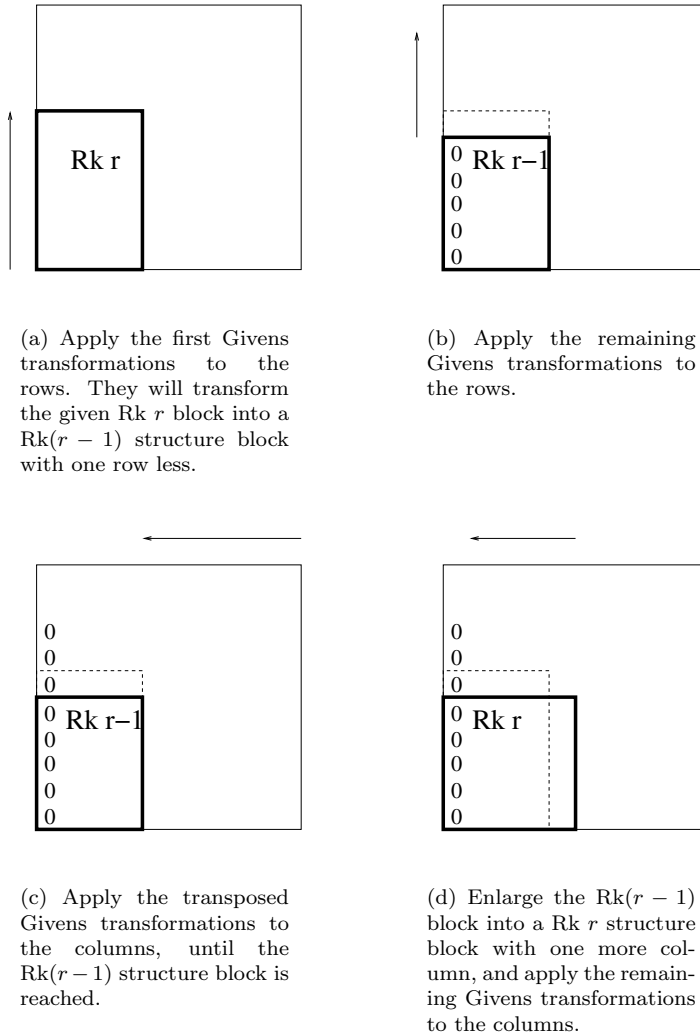 Rk r
0
Rk r−1
0
0
0
0
(a) Apply the first Givens
transformations to the
rows. They will transform
the given Rk r block into a
Rk(r − 1) structure block
with one row less.
(b) Apply the remaining
Givens transformations to
the rows.
0
0
0
0
Rk r−1
0
0
0
0
0
0
0
0
Rk r
0
0
0
0
(c) Apply the transposed
Givens transformations to
the columns, until the
Rk(r − 1) structure block is
reached.
(d) Enlarge the Rk(r − 1)
block into a Rk r structure
block with one more col-
umn, and apply the remain-
ing Givens transformations
to the columns.